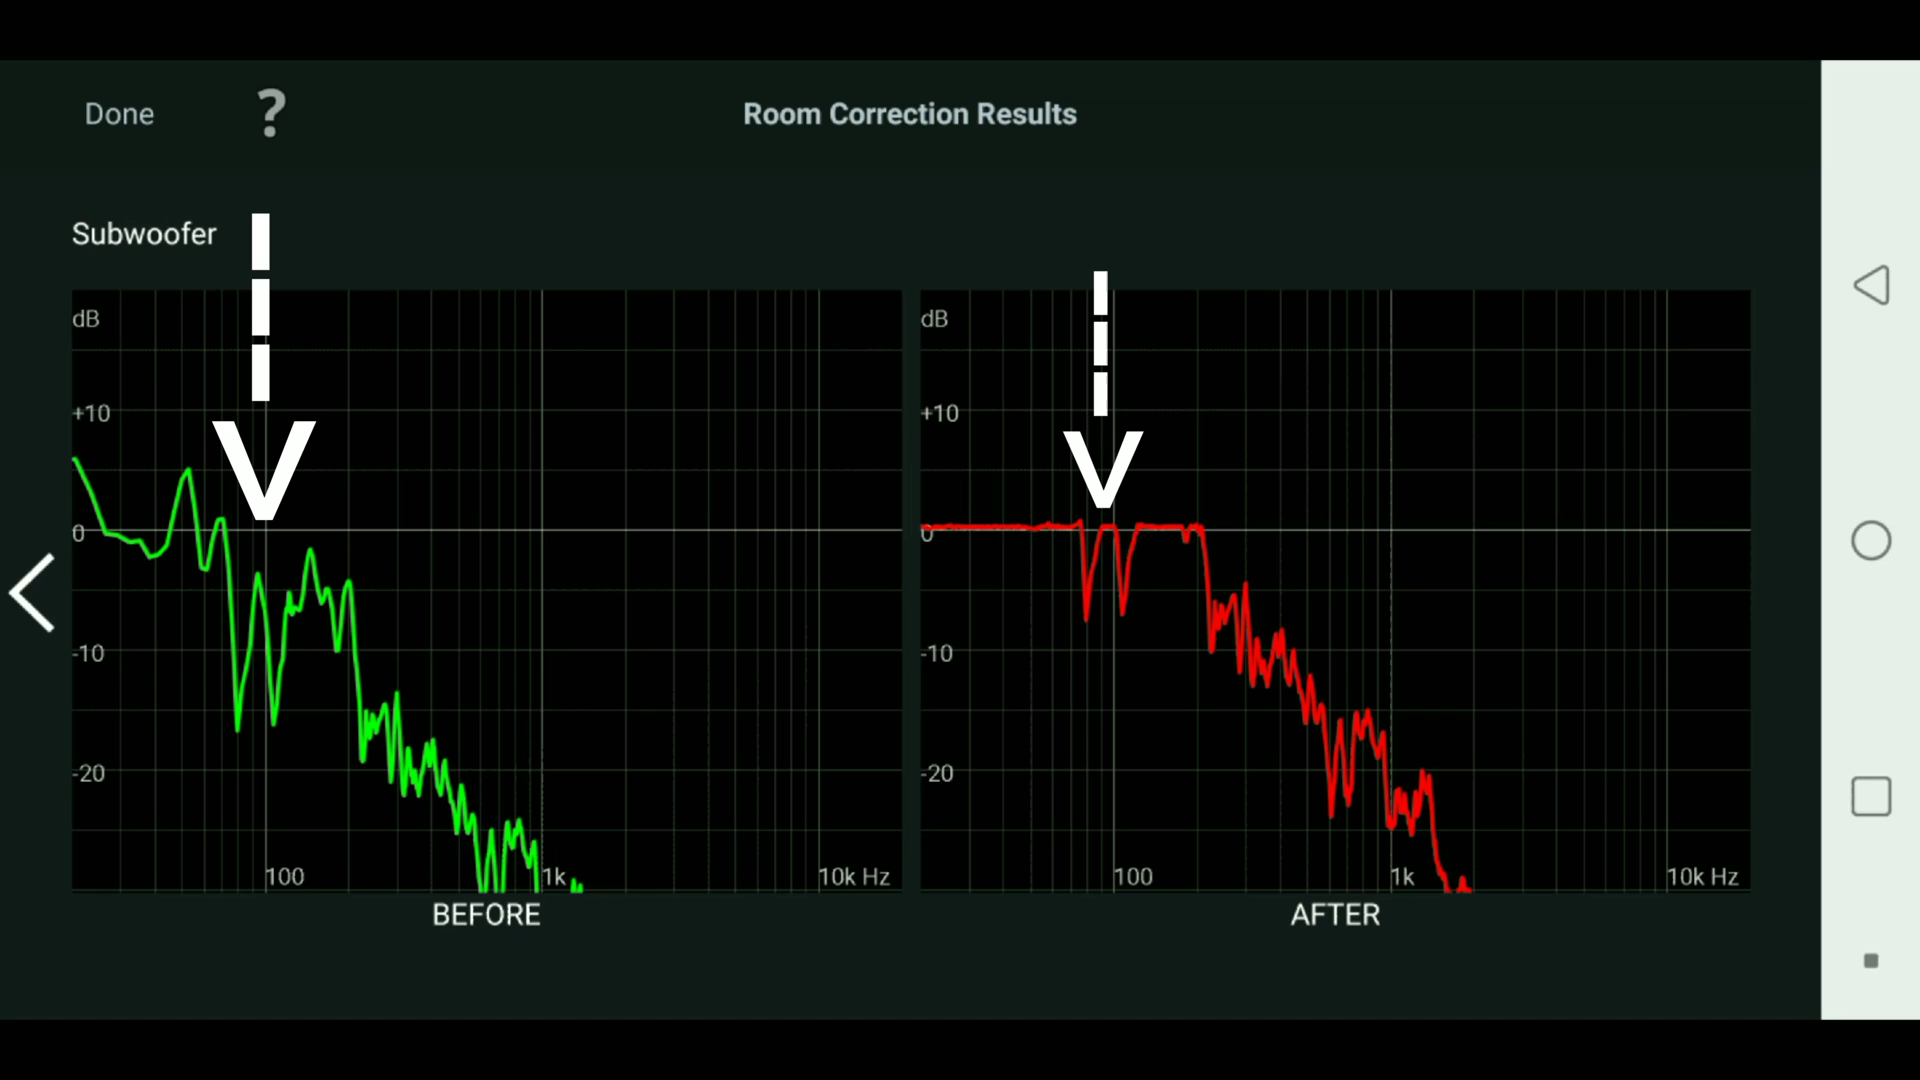 Done ? Room Correction Results
Subwoofer
dB
+10
0
-10
-20
100 1k 10k Hz
BEFORE
dB
+10
0
-10
-20
100 1k 10k Hz
AFTER